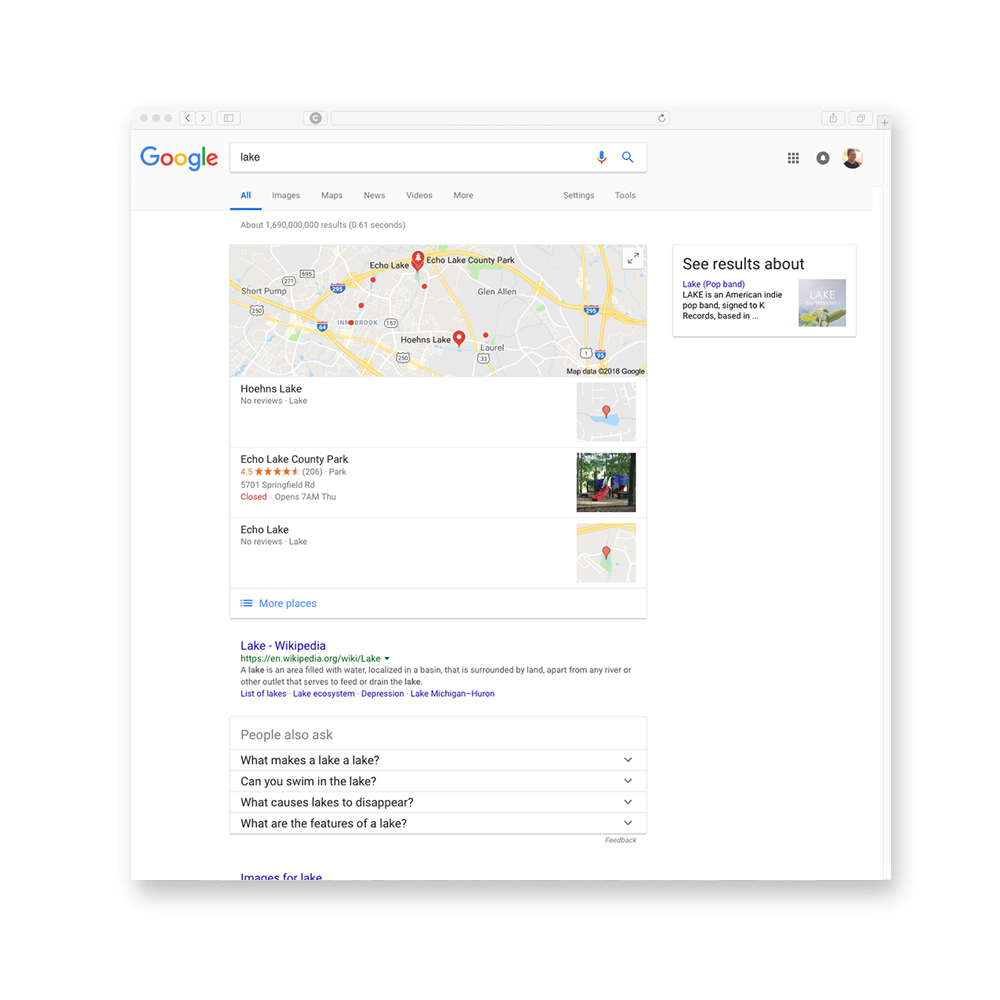 Google
lake
All Images Maps News Videos More Settings Tools
About 1,690,000,000 results (0.61 seconds)
Echo Lake
Echo Lake County Park
695
271
295
Short Pump
Glen Allen
250
295
64
INNSBROOK
157
Hoehns Lake
Laurel
250
33
1
95
Map data ©2018 Google
Hoehns Lake
No reviews · Lake
Echo Lake County Park
4.5 ★★★★★ (206) · Park
5701 Springfield Rd
Closed · Opens 7AM Thu
Echo Lake
No reviews · Lake
More places
See results about
Lake (Pop band)
LAKE is an American indie
pop band, signed to K
Records, based in ...
LAKE
No Wonder I
Lake - Wikipedia
https://en.wikipedia.org/wiki/Lake
A lake is an area filled with water, localized in a basin, that is surrounded by land, apart from any river or
other outlet that serves to feed or drain the lake.
List of lakes · Lake ecosystem · Depression · Lake Michigan–Huron
People also ask
What makes a lake a lake?
Can you swim in the lake?
What causes lakes to disappear?
What are the features of a lake?
Feedback
Images for lake